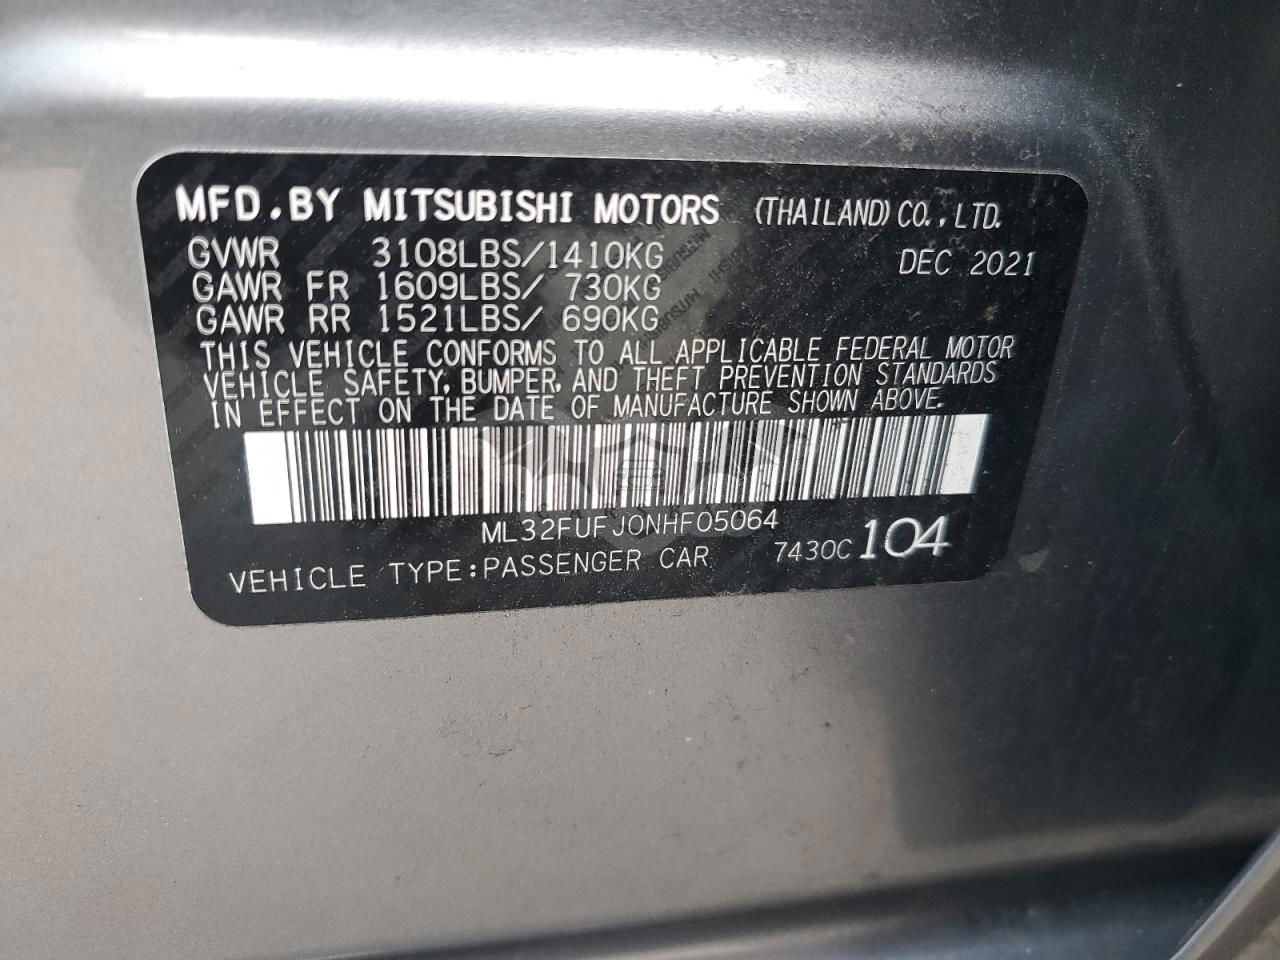 MFD.BY MITSUBISHI MOTORS (THAILAND) CO.,LTD.
GVWR 3108LBS/1410KG DEC 2021
GAWR FR 1609LBS/ 730KG
GAWR RR 1521LBS/ 690KG
THIS VEHICLE CONFORMS TO ALL APPLICABLE FEDERAL MOTOR
VEHICLE SAFETY, BUMPER, AND THEFT PREVENTION STANDARDS
IN EFFECT ON THE DATE OF MANUFACTURE SHOWN ABOVE.
ML32FUFJ0NHF05064
VEHICLE TYPE:PASSENGER CAR 7430C 104